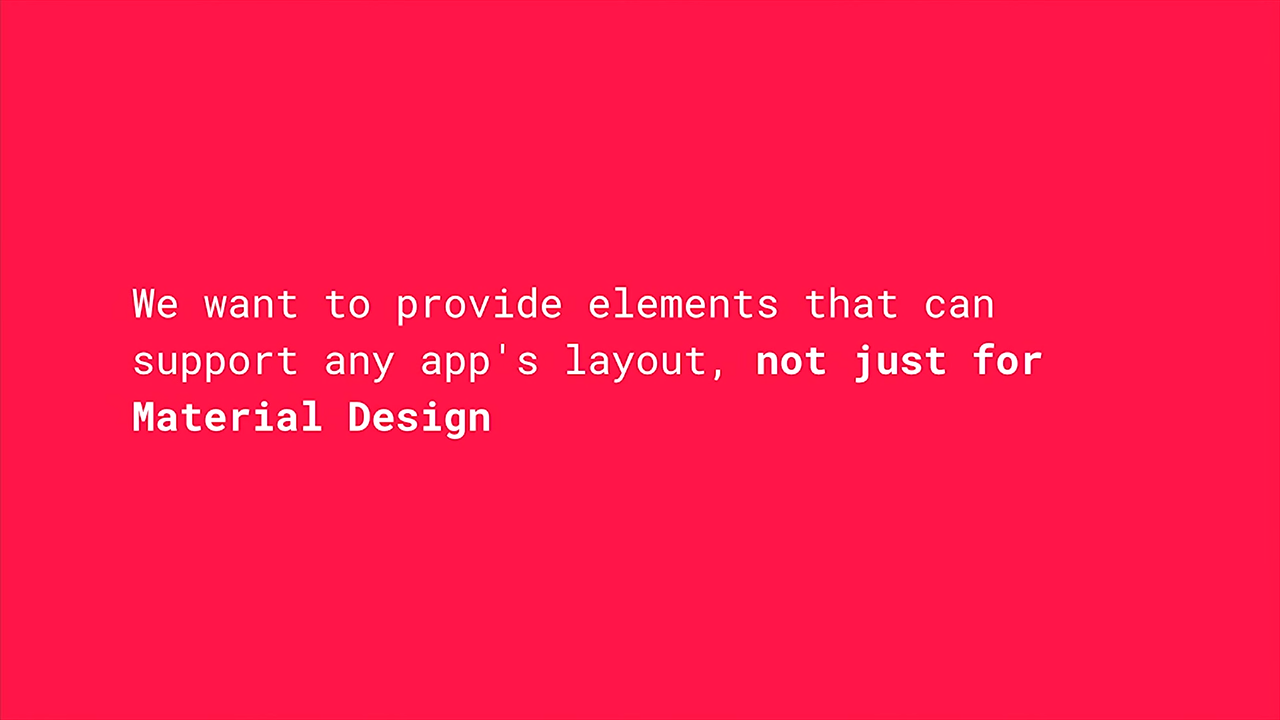 We want to provide elements that can
support any app's layout, not just for
Material Design